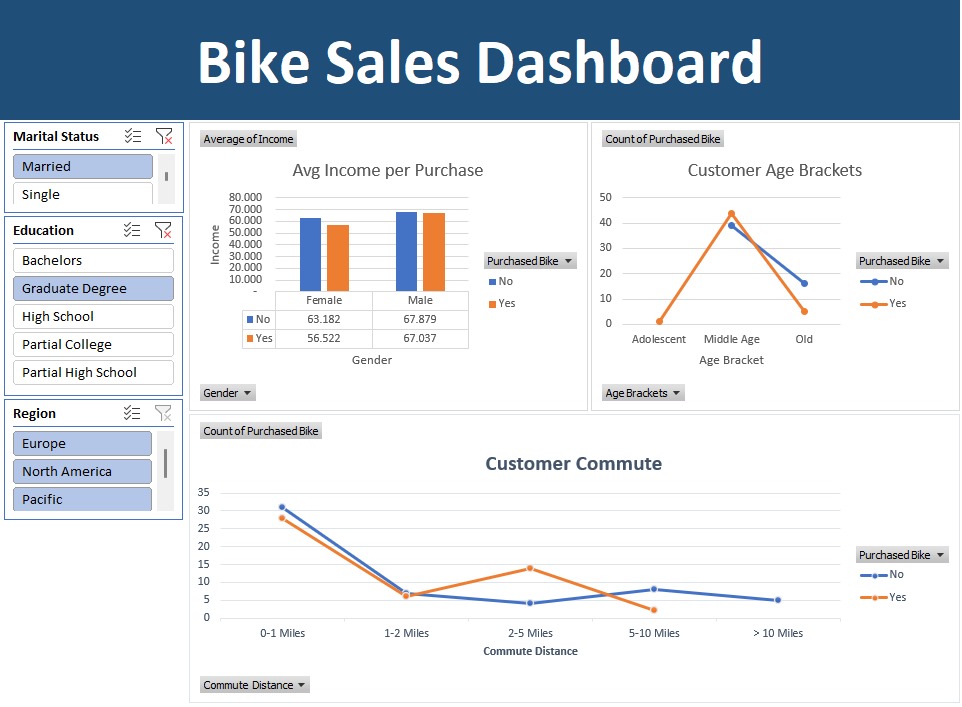 Bike Sales Dashboard
Marital Status
Married
Single
Education
Bachelors
Graduate Degree
High School
Partial College
Partial High School
Region
Europe
North America
Pacific
Average of Income
Avg Income per Purchase
80.000
70.000
60.000
50.000
40.000
30.000
20.000
10.000
-
Income
Female Male
No 63.182 67.879
Yes 56.522 67.037
Gender
Purchased Bike
No
Yes
Gender
Count of Purchased Bike
Customer Age Brackets
50
40
30
20
10
0
Adolescent Middle Age Old
Age Bracket
Purchased Bike
No
Yes
Age Brackets
Count of Purchased Bike
Customer Commute
35
30
25
20
15
10
5
0
0-1 Miles 1-2 Miles 2-5 Miles 5-10 Miles > 10 Miles
Commute Distance
Purchased Bike
No
Yes
Commute Distance